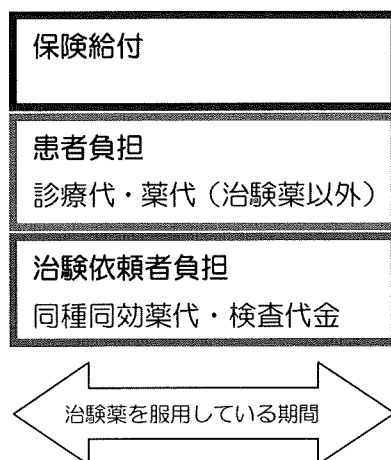 保険給付
患者負担
診療代・薬代（治験薬以外）
治験依頼者負担
同種同効薬代・検査代金
治験薬を服用している期間